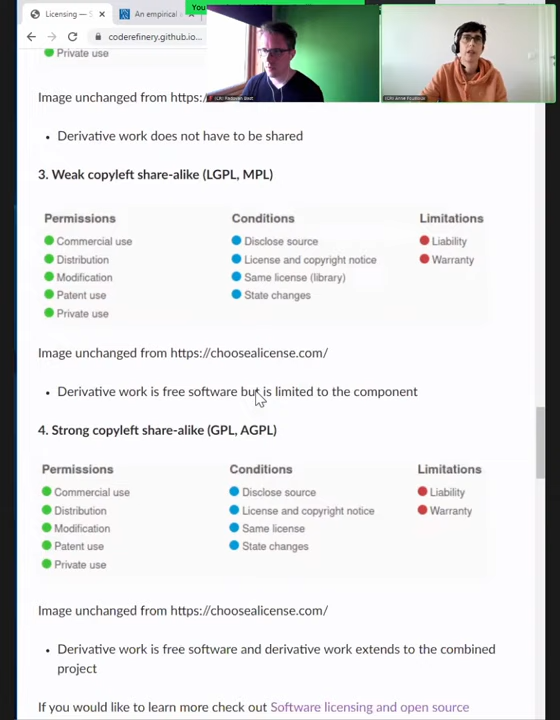 Licensing — S
An empirical
You
coderefinery.github.io...
Private use
Image unchanged from https:/
• Derivative work does not have to be shared
3. Weak copyleft share-alike (LGPL, MPL)
Permissions Conditions Limitations
Commercial use Disclose source Liability
Distribution License and copyright notice Warranty
Modification Same license (library)
Patent use State changes
Private use
Image unchanged from https://choosealicense.com/
• Derivative work is free software but is limited to the component
4. Strong copyleft share-alike (GPL, AGPL)
Permissions Conditions Limitations
Commercial use Disclose source Liability
Distribution License and copyright notice Warranty
Modification Same license
Patent use State changes
Private use
Image unchanged from https://choosealicense.com/
• Derivative work is free software and derivative work extends to the combined
project
If you would like to learn more check out Software licensing and open source